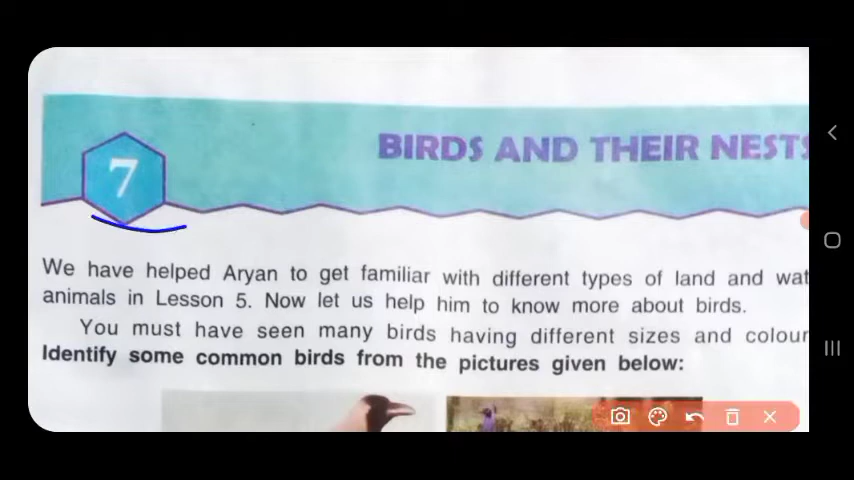 7
BIRDS AND THEIR NESTS
We have helped Aryan to get familiar with different types of land and wat
animals in Lesson 5. Now let us help him to know more about birds.
You must have seen many birds having different sizes and colour
Identify some common birds from the pictures given below: